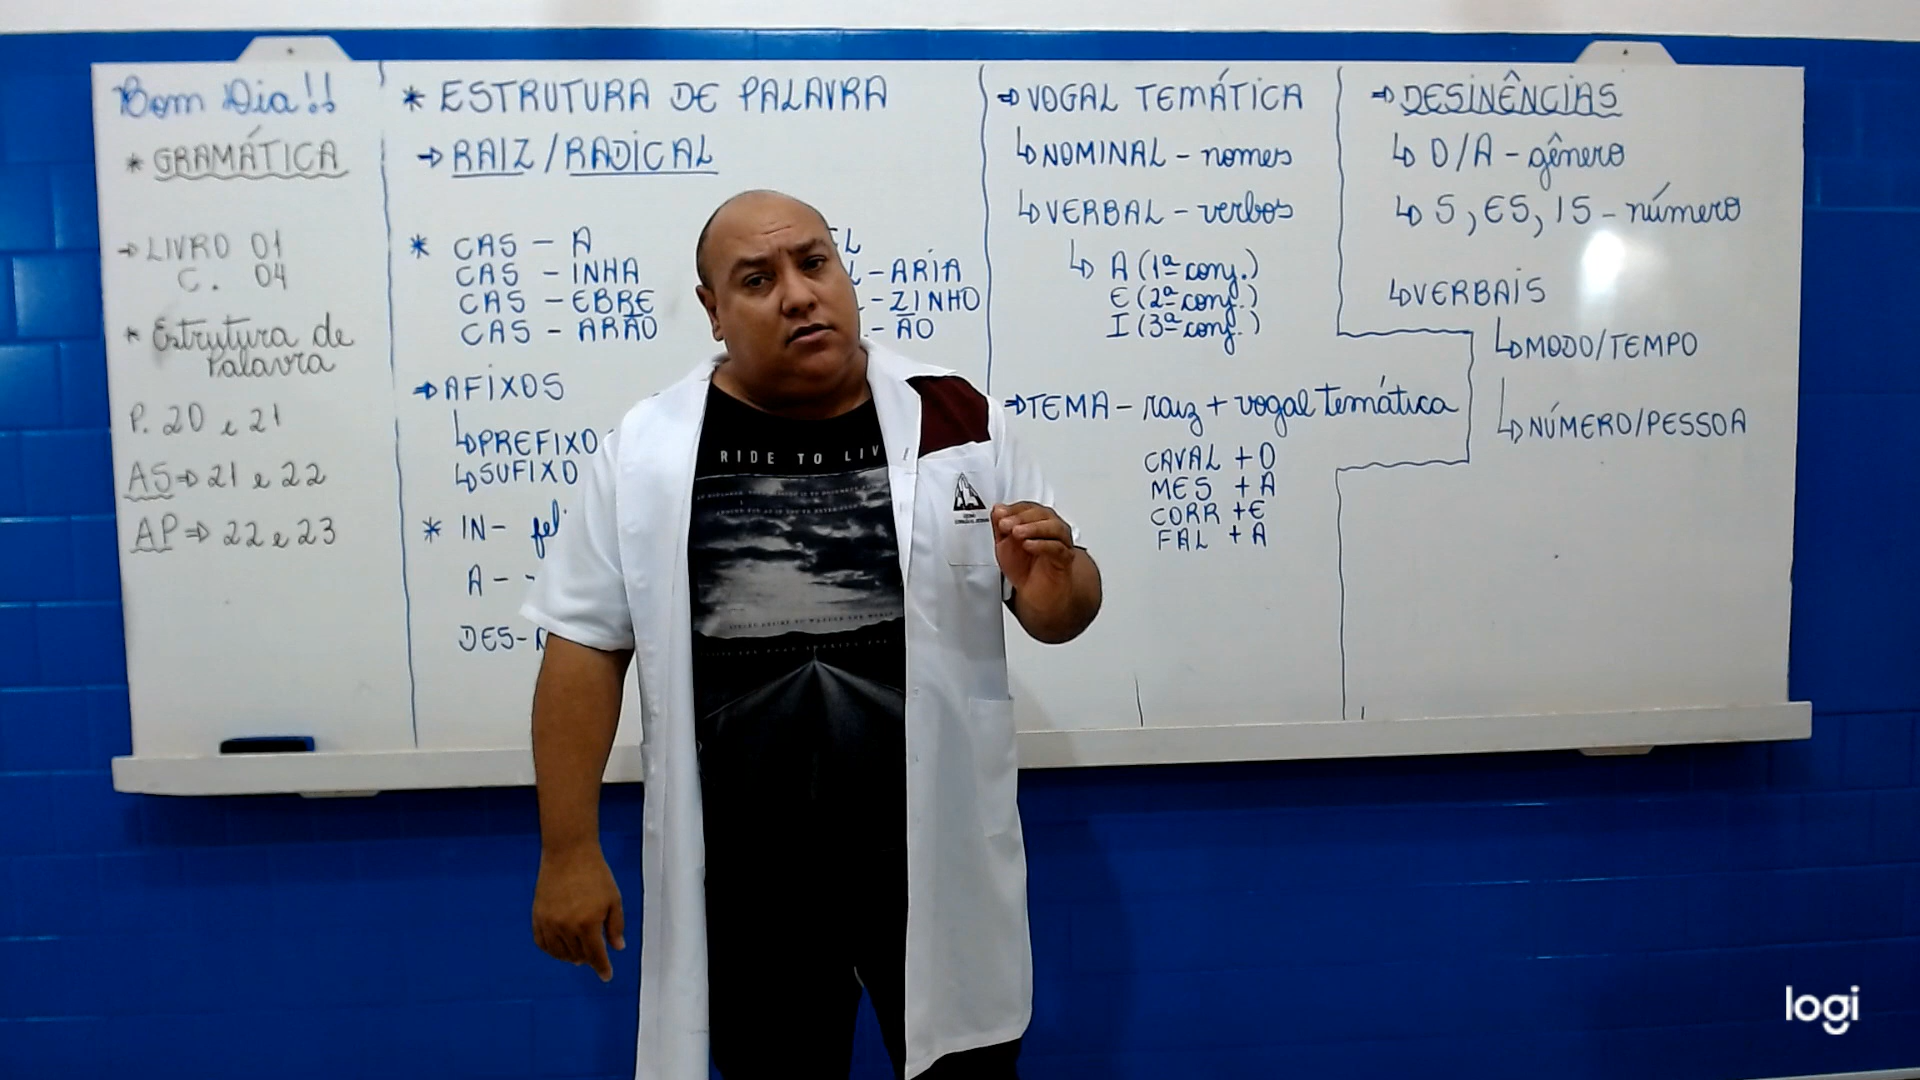 Bom Dia!!
* GRAMÁTICA
→ LIVRO 01
C. 04
* Estrutura de
Palavra
P. 20 e 21
AS ⇒ 21 e 22
AP ⇒ 22 e 23
* ESTRUTURA DE PALAVRA
→ RAIZ / RADICAL
* CAS - A
CAS - INHA
CAS - EBRE
CAS - ARÃO
EL
L - ARIA
- ZINHO
- ÃO
⇒ AFIXOS
↳ PREFIXO
↳ SUFIXO
* IN- fel
A - -
DES-
⇒ VOGAL TEMÁTICA
↳ NOMINAL - nomes
↳ VERBAL - verbos
↳ A (1ª conj.)
E (2ª conj.)
I (3ª conj.)
⇒ TEMA - raiz + vogal temática
CAVAL + O
MES + A
CORR + E
FAL + A
⇒ DESINÊNCIAS
↳ O/A - gênero
↳ S, ES, IS - número
↳ VERBAIS
↳ MODO/TEMPO
↳ NÚMERO/PESSOA
RIDE TO LIV
logi